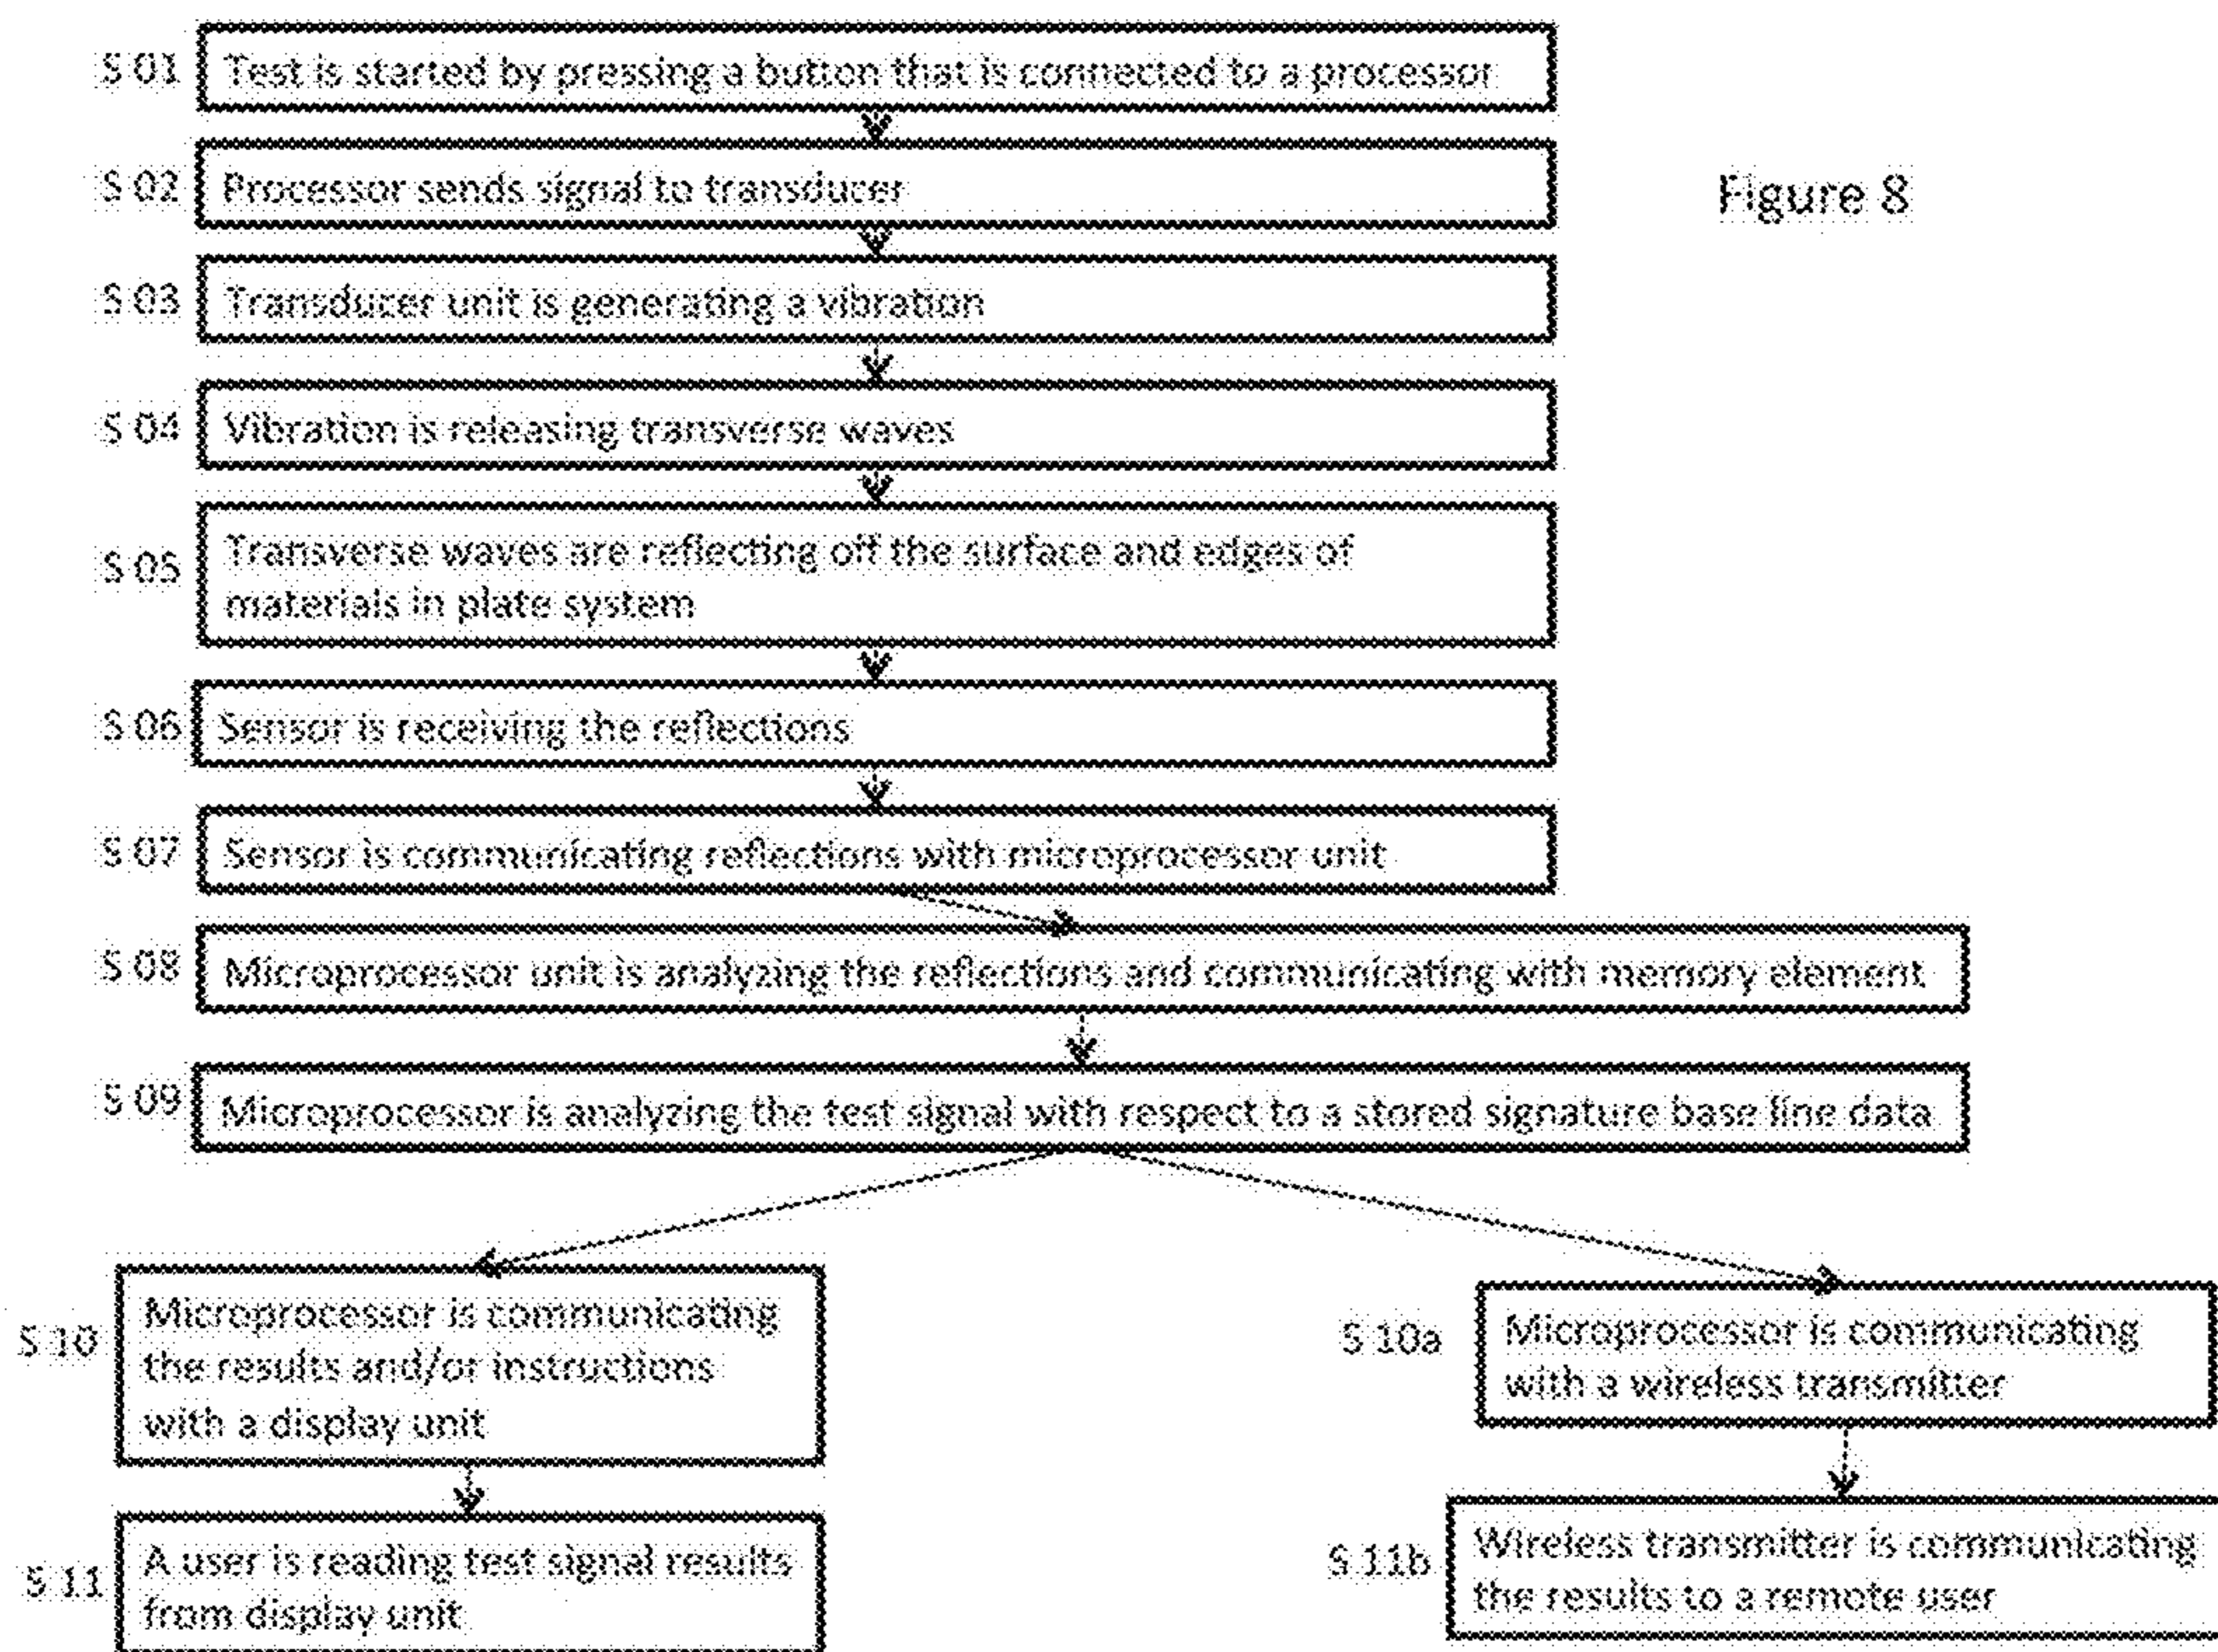 S 01 Test is started by pressing a button that is connected to a processor
S 02 Processor sends signal to transducer
Figure 8
S 03 Transducer unit is generating a vibration
S 04 Vibration is releasing transverse waves
S 05 Transverse waves are reflecting off the surface and edges of
materials in plate system
S 06 Sensor is receiving the reflections
S 07 Sensor is communicating reflections with microprocessor unit
S 08 Microprocessor unit is analyzing the reflections and communicating with memory element
S 09 Microprocessor is analyzing the test signal with respect to a stored signature base line data
S 10 Microprocessor is communicating
the results and/or instructions
with a display unit
S 10a Microprocessor is communicating
with a wireless transmitter
S 11 A user is reading test signal results
from display unit
S 11b Wireless transmitter is communicating
the results to a remote user